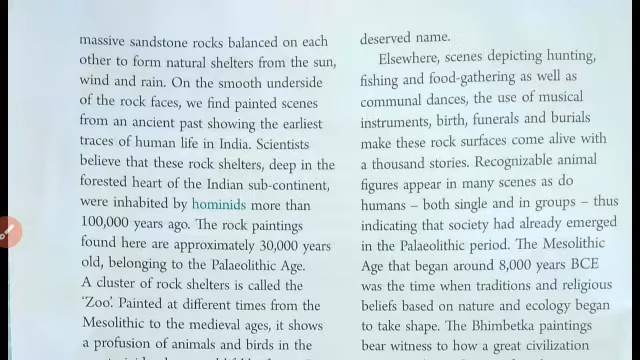 massive sandstone rocks balanced on each
other to form natural shelters from the sun,
wind and rain. On the smooth underside
of the rock faces, we find painted scenes
from an ancient past showing the earliest
traces of human life in India. Scientists
believe that these rock shelters, deep in the
forested heart of the Indian sub-continent,
were inhabited by hominids more than
100,000 years ago. The rock paintings
found here are approximately 30,000 years
old, belonging to the Palaeolithic Age.
A cluster of rock shelters is called the
‘Zoo’. Painted at different times from the
Mesolithic to the medieval ages, it shows
a profusion of animals and birds in the
deserved name.
Elsewhere, scenes depicting hunting,
fishing and food-gathering as well as
communal dances, the use of musical
instruments, birth, funerals and burials
make these rock surfaces come alive with
a thousand stories. Recognizable animal
figures appear in many scenes as do
humans – both single and in groups – thus
indicating that society had already emerged
in the Palaeolithic period. The Mesolithic
Age that began around 8,000 years BCE
was the time when traditions and religious
beliefs based on nature and ecology began
to take shape. The Bhimbetka paintings
bear witness to how a great civilization